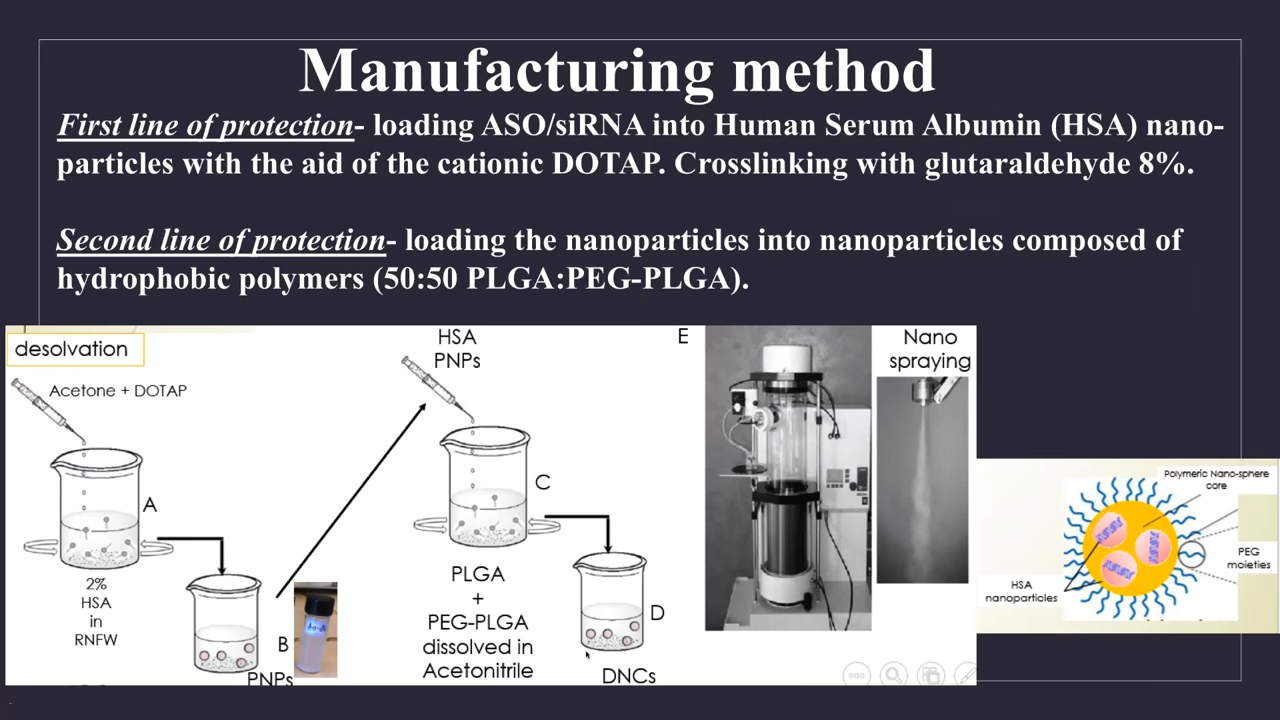 Manufacturing method
First line of protection- loading ASO/siRNA into Human Serum Albumin (HSA) nano-
particles with the aid of the cationic DOTAP. Crosslinking with glutaraldehyde 8%.
Second line of protection- loading the nanoparticles into nanoparticles composed of
hydrophobic polymers (50:50 PLGA:PEG-PLGA).
desolvation
Acetone + DOTAP
A
2%
HSA
in
RNFW
B
PNPs
HSA
PNPs
C
PLGA
+
PEG-PLGA
dissolved in
Acetonitrile
D
DNCs
E
Nano
spraying
Polymeric Nano-sphere
core
PEG
moieties
HSA
nanoparticles